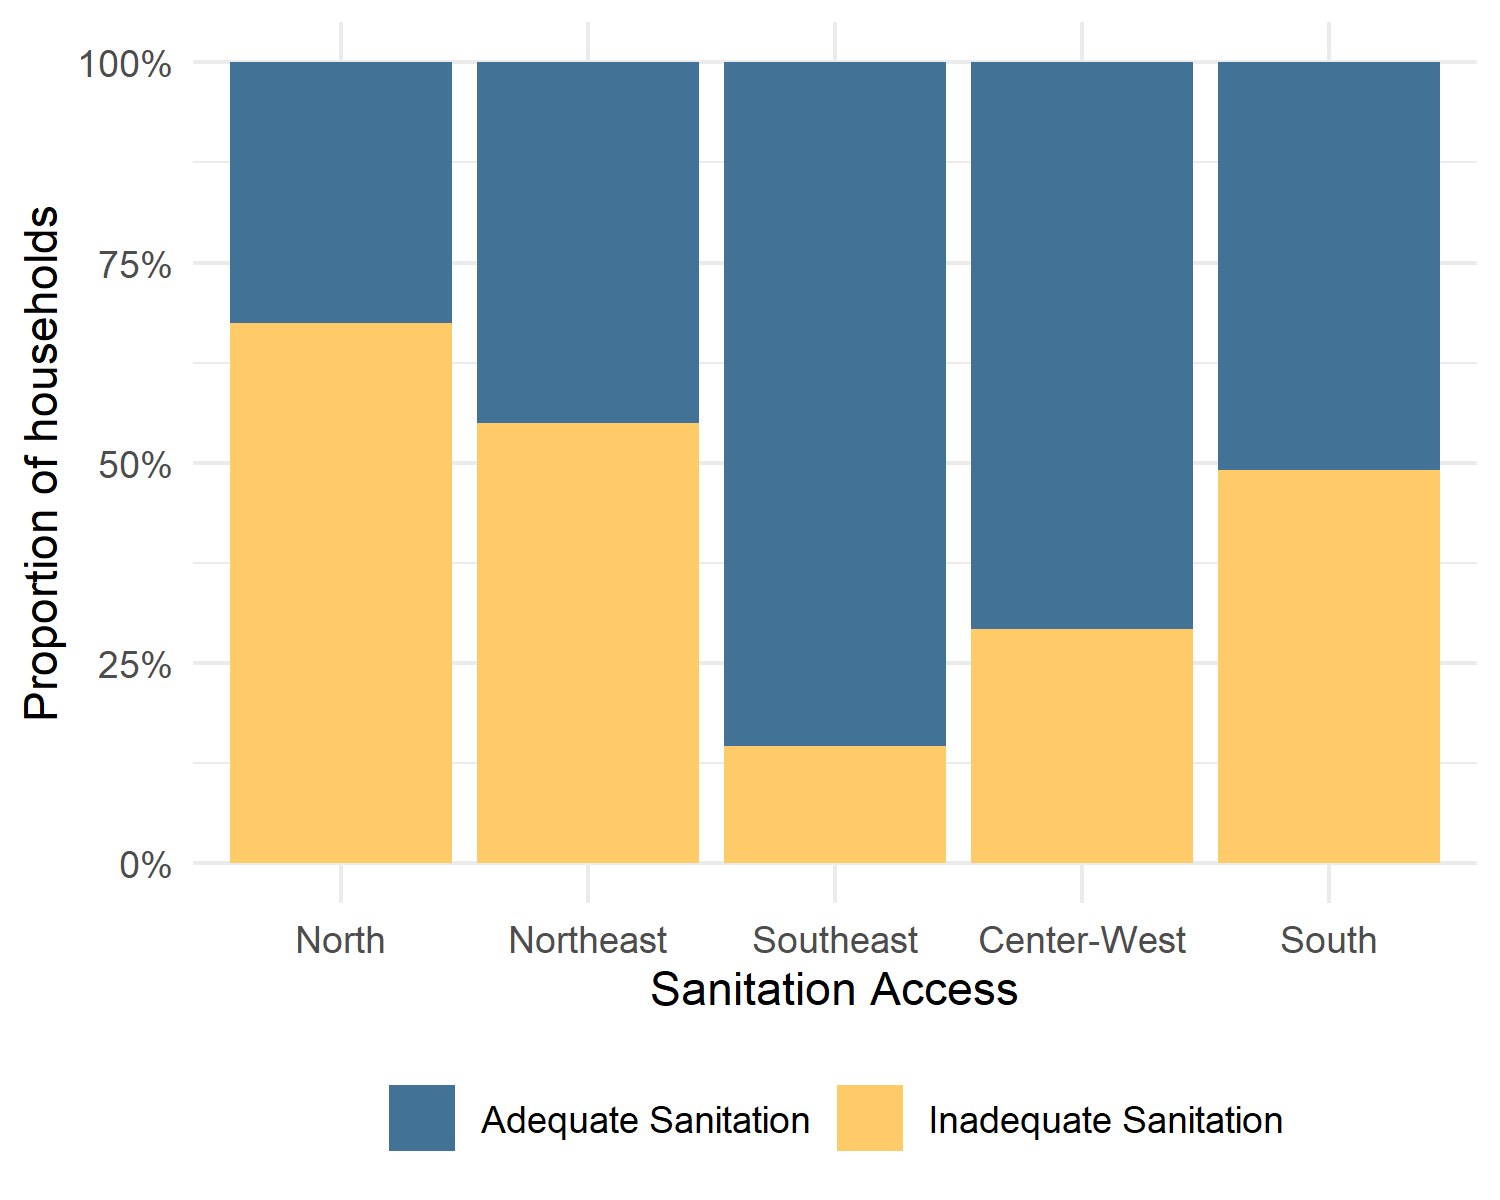 Proportion of households
100%
75%
50%
25%
0%
North Northeast Southeast Center-West South
Sanitation Access
Adequate Sanitation Inadequate Sanitation